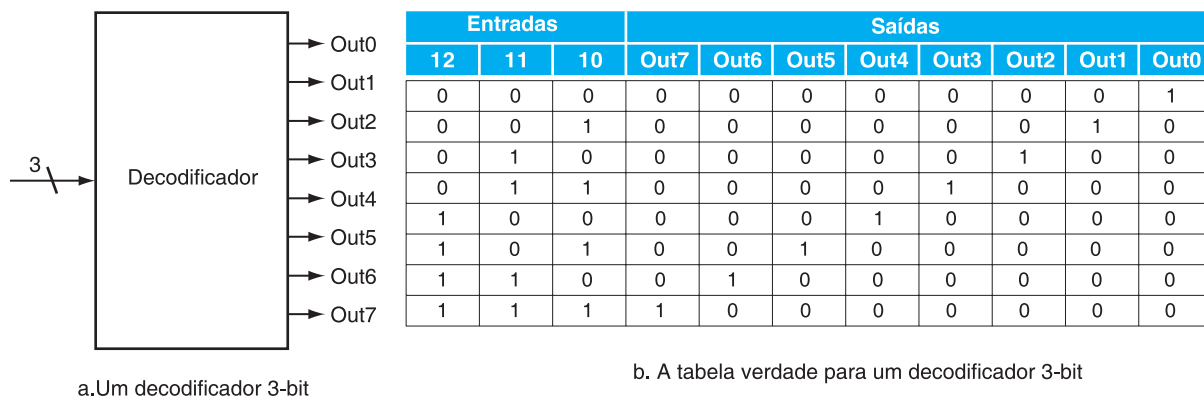 3
Decodificador
Out0
Out1
Out2
Out3
Out4
Out5
Out6
Out7
a.Um decodificador 3-bit
Entradas Saídas
12 11 10 Out7 Out6 Out5 Out4 Out3 Out2 Out1 Out0
0 0 0 0 0 0 0 0 0 0 1
0 0 1 0 0 0 0 0 0 1 0
0 1 0 0 0 0 0 0 1 0 0
0 1 1 0 0 0 0 1 0 0 0
1 0 0 0 0 0 1 0 0 0 0
1 0 1 0 0 1 0 0 0 0 0
1 1 0 0 1 0 0 0 0 0 0
1 1 1 1 0 0 0 0 0 0 0
b. A tabela verdade para um decodificador 3-bit